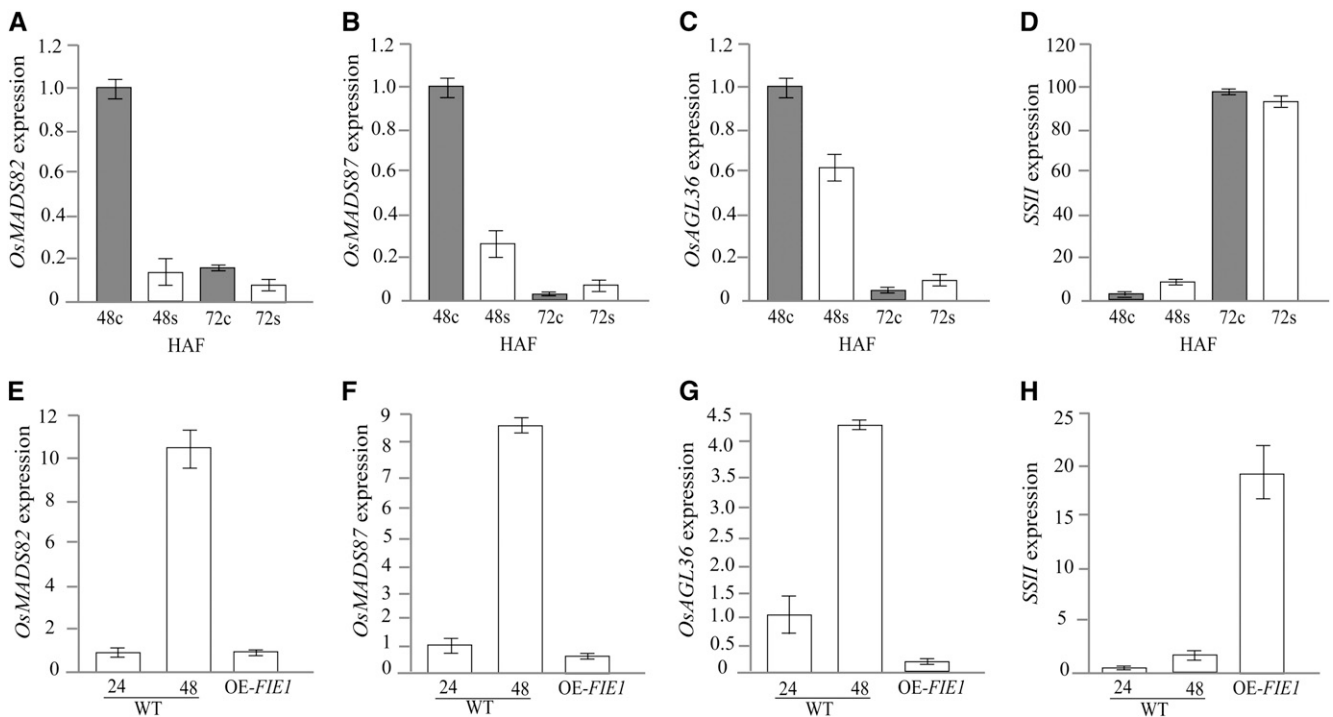 A
OsMADS82 expression
1.2
1.0
0.8
0.6
0.4
0.2
0
48c 48s 72c 72s
HAF
B
OsMADS87 expression
1.2
1.0
0.8
0.6
0.4
0.2
0
48c 48s 72c 72s
HAF
C
OsAGL36 expression
1.2
1.0
0.8
0.6
0.4
0.2
0
48c 48s 72c 72s
HAF
D
SSII expression
120
100
80
60
40
20
0
48c 48s 72c 72s
HAF
E
OsMADS82 expression
12
10
8
6
4
2
0
24 48 OE-FIE1
WT
F
OsMADS87 expression
9
8
7
6
5
4
3
2
1
0
24 48 OE-FIE1
WT
G
OsAGL36 expression
4.5
4.0
3.5
3.0
2.5
2.0
1.5
1.0
0.5
0
24 48 OE-FIE1
WT
H
SSII expression
25
20
15
10
5
0
24 48 OE-FIE1
WT